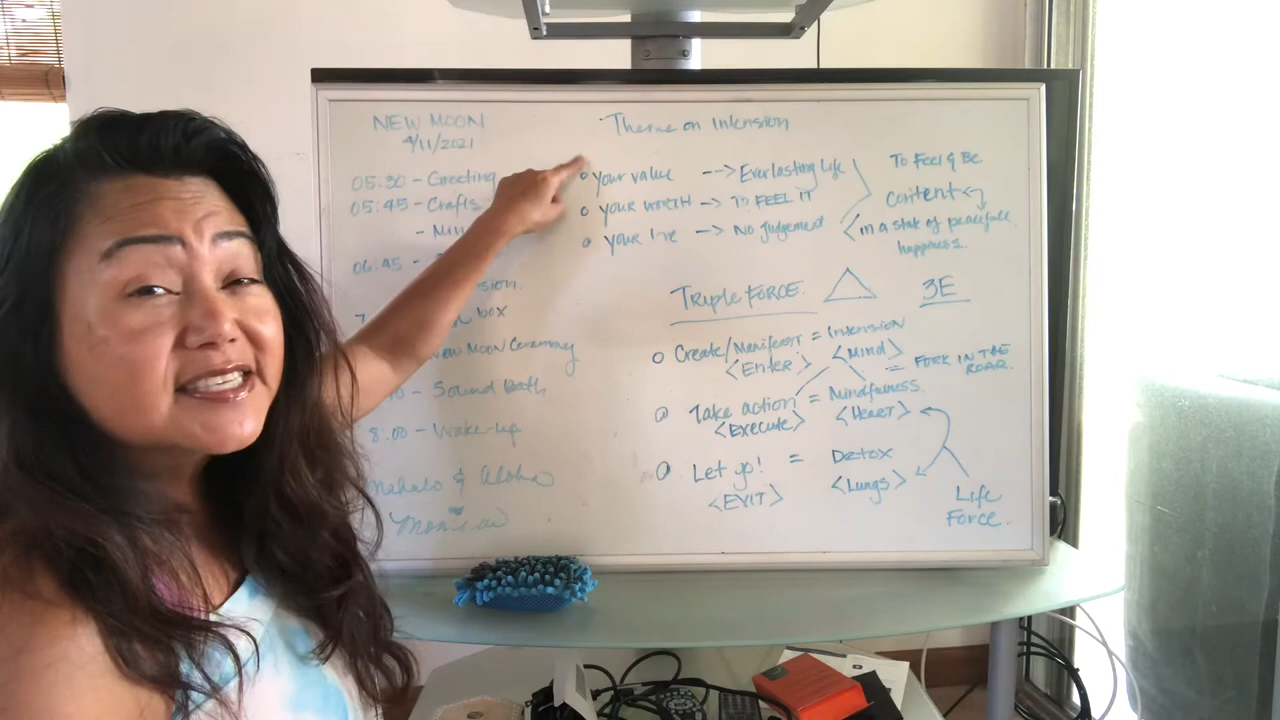 NEW MOON
4/11/2021
05:30 - Greeting
05:45 - Crafts
06:45 -
sion.
box
New Moon Ceremony
- Sound Bath
8:00 - Wake-up
Mahalo & Aloha
Theme on Intension
o your value --> Everlasting Life
o your worth --> TO FEEL IT
o your --> No Judgement
To Feel & Be
content
in a state of peacefull
happiness.
Triple FORCE. 3E
o Create/Manifest = Intension
<Enter> <Mind>
= FORK IN THE
ROAD.
o Take action = Mindfulness.
<Execute> <Heart>
o Let go! = Detox
<EXIT> <Lungs>
Life
Force.